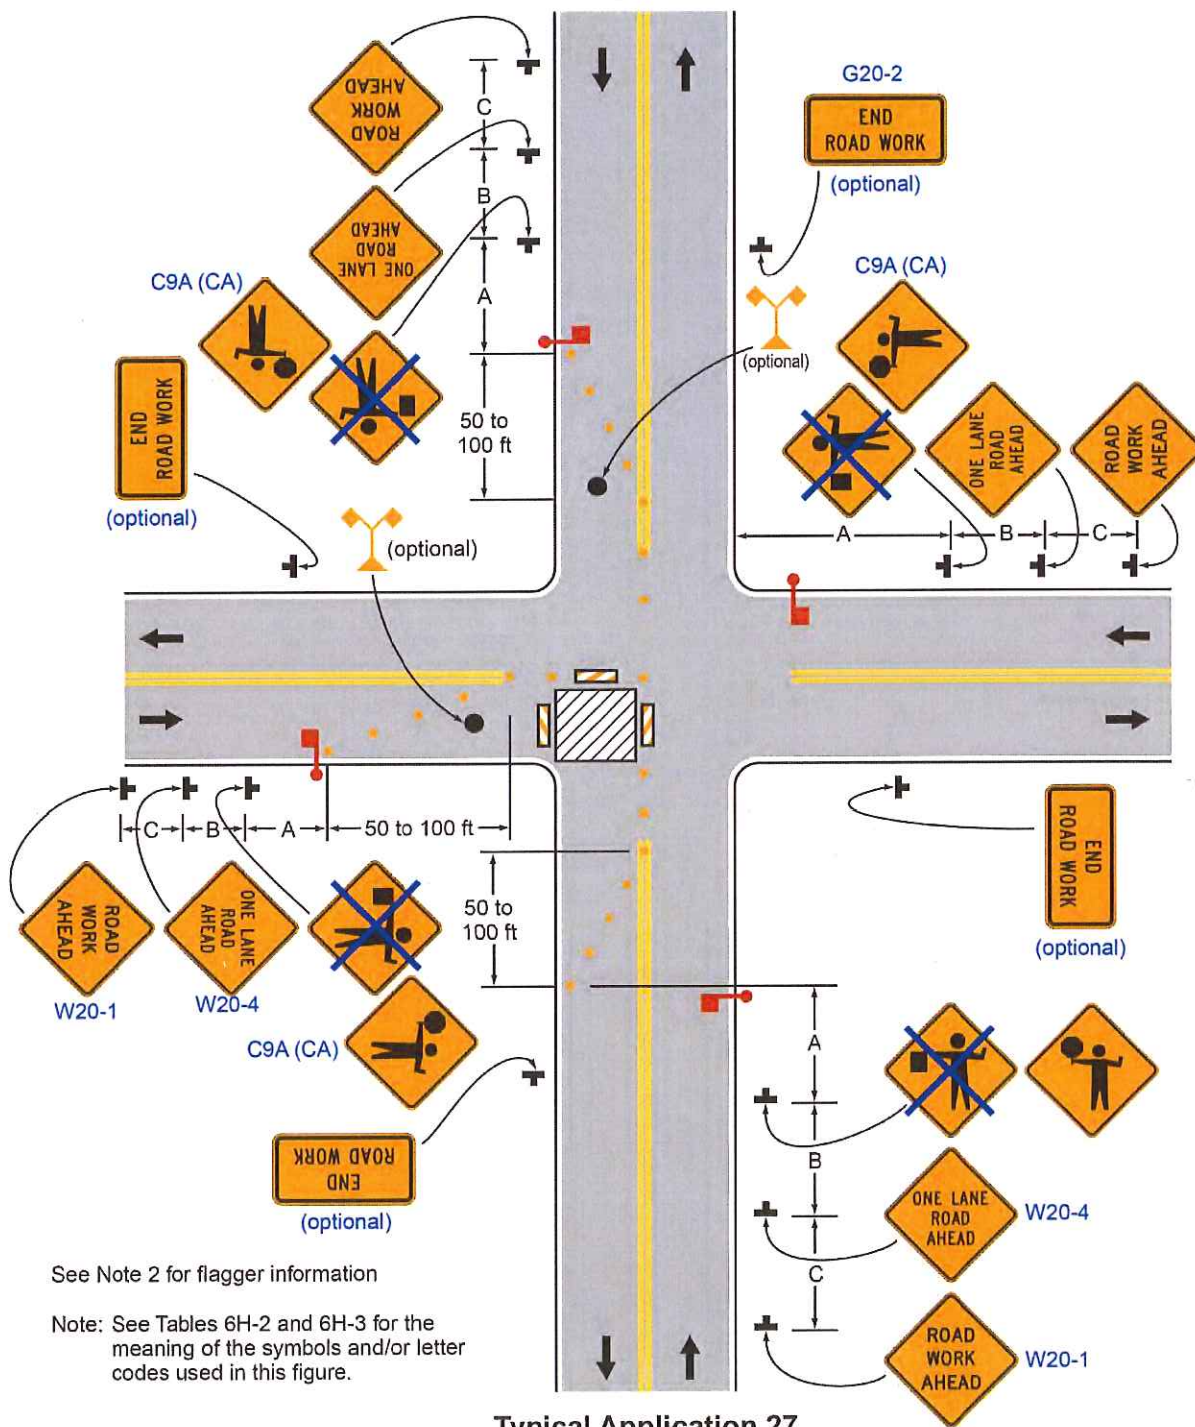 ROAD
WORK
AHEAD
C
B
A
ONE LANE
ROAD
AHEAD
C9A (CA)
50 to
100 ft
END
ROAD WORK
(optional)
(optional)
G20-2
END
ROAD WORK
(optional)
(optional)
C9A (CA)
ONE LANE
ROAD
AHEAD
ROAD
WORK
AHEAD
A
B
C
C
B
A
50 to 100 ft
ROAD
WORK
AHEAD
W20-1
ONE LANE
ROAD
AHEAD
W20-4
C9A (CA)
50 to
100 ft
END
ROAD WORK
(optional)
END
ROAD WORK
(optional)
A
B
C
ONE LANE
ROAD
AHEAD
W20-4
ROAD
WORK
AHEAD
W20-1
See Note 2 for flagger information
Note: See Tables 6H-2 and 6H-3 for the
meaning of the symbols and/or letter
codes used in this figure.
Typical Application 27